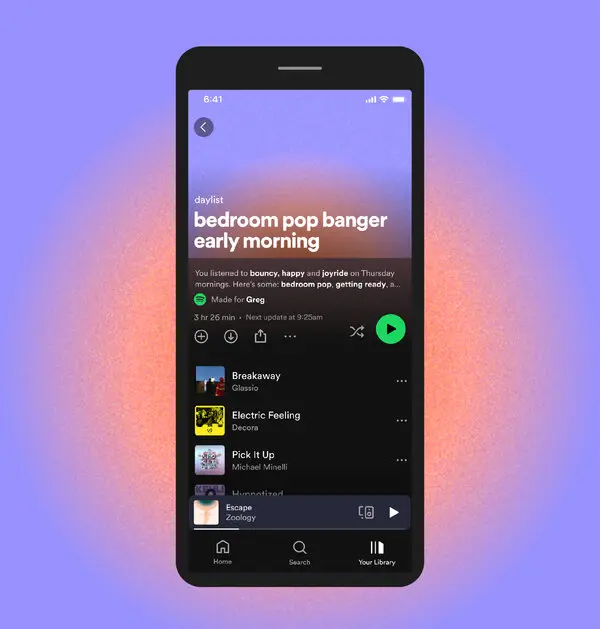 6:41
daylist
bedroom pop banger
early morning
You listened to bouncy, happy and joyride on Thursday
mornings. Here's some: bedroom pop, getting ready, a...
Made for Greg
3 hr 26 min • Next update at 9:25am
Breakaway
Glassio
Electric Feeling
Decora
Pick It Up
Michael Minelli
Hypnotized
Escape
Zoology
Home
Search
Your Library